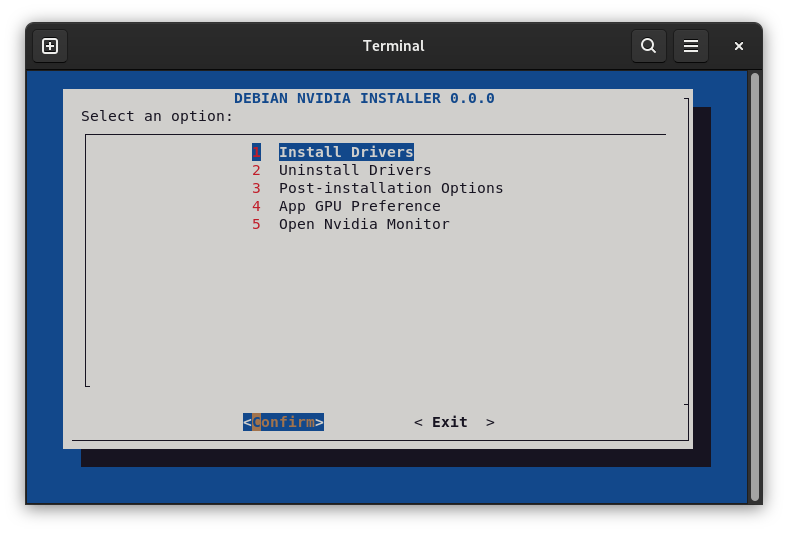 Terminal
DEBIAN NVIDIA INSTALLER 0.0.0
Select an option:
1 Install Drivers
2 Uninstall Drivers
3 Post-installation Options
4 App GPU Preference
5 Open Nvidia Monitor
<Confirm> < Exit >